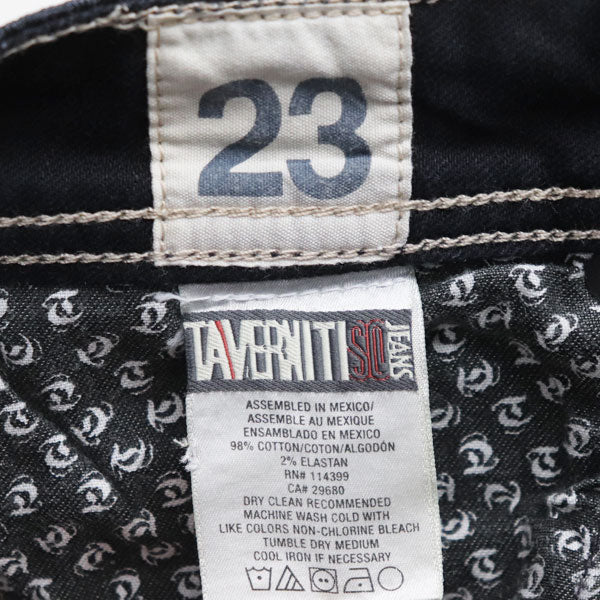 23
TAVERNITI SO JEANS
ASSEMBLED IN MEXICO/
ASSEMBLE AU MEXIQUE
ENSAMBLADO EN MEXICO
98% COTTON/COTON/ALGODÓN
2% ELASTAN
RN# 114399
CA# 29680
DRY CLEAN RECOMMENDED
MACHINE WASH COLD WITH
LIKE COLORS NON-CHLORINE BLEACH
TUMBLE DRY MEDIUM
COOL IRON IF NECESSARY